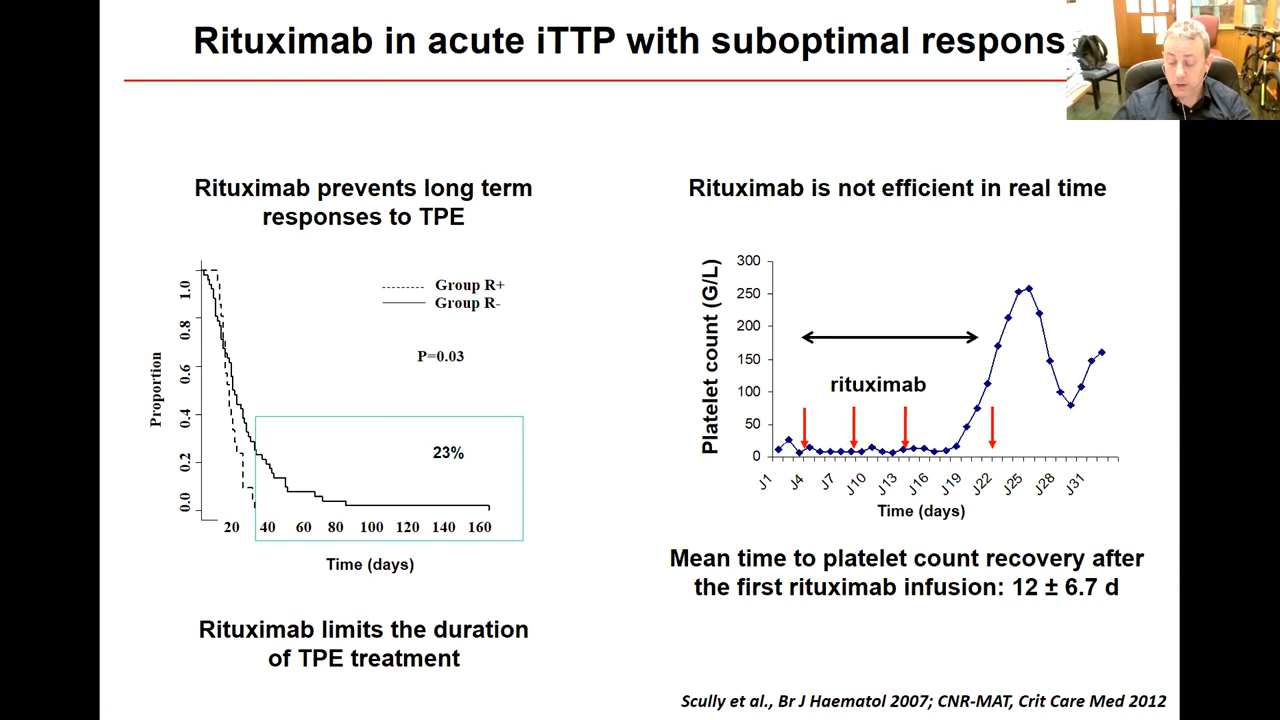 Rituximab in acute iTTP with suboptimal respons
Rituximab prevents long term
responses to TPE
1.0
0.8
0.6
0.4
0.2
0.0
Proportion
Group R+
Group R-
P=0.03
23%
20 40 60 80 100 120 140 160
Time (days)
Rituximab limits the duration
of TPE treatment
Rituximab is not efficient in real time
Platelet count (G/L)
300
250
200
150
100
50
0
rituximab
J1 J4 J7 J10 J13 J16 J19 J22 J25 J28 J31
Time (days)
Mean time to platelet count recovery after
the first rituximab infusion: 12 ± 6.7 d
Scully et al., Br J Haematol 2007; CNR-MAT, Crit Care Med 2012